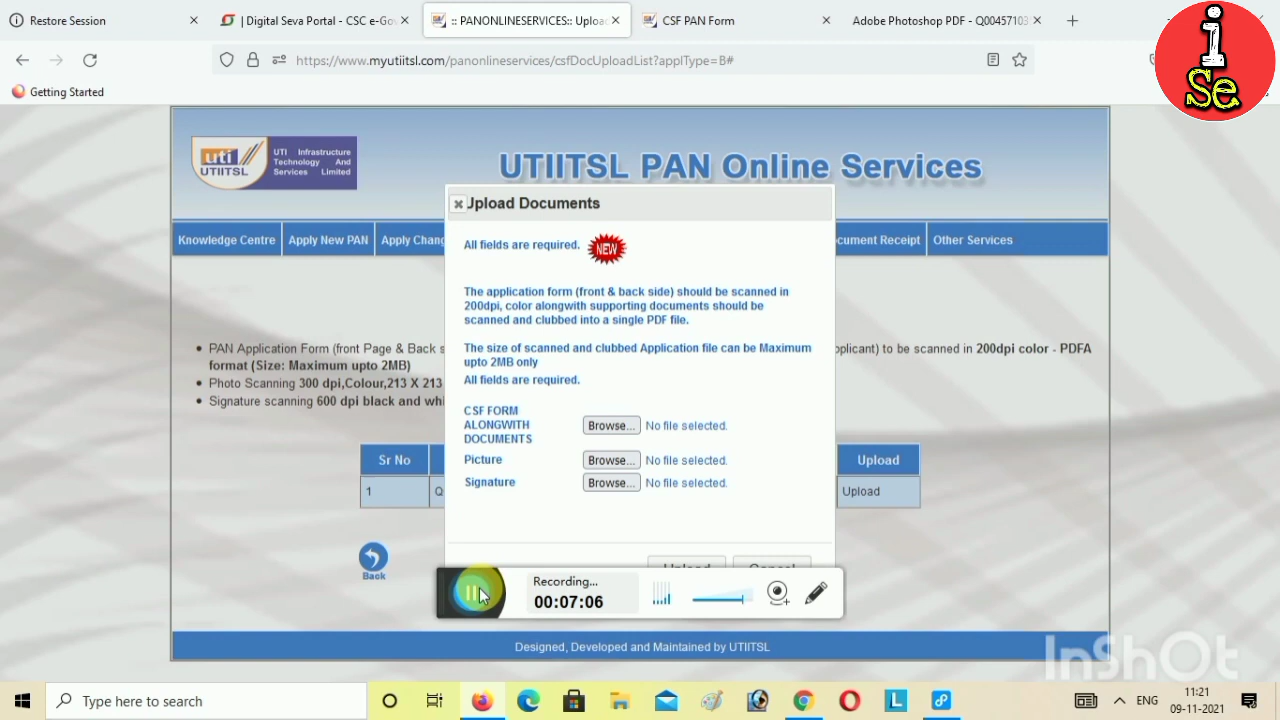 Restore Session
| Digital Seva Portal - CSC e-Go
:: PANONLINESERVICES:: Upload
CSF PAN Form
Adobe Photoshop PDF - Q00457103
i
Se
https://www.myutiitsl.com/panonlineservices/csfDocUploadList?applType=B#
Getting Started
uti
UTIITSL
UTI Infrastructure
Technology And
Services Limited
UTIITSL PAN Online Services
Knowledge Centre
Apply New PAN
Apply Chang
cument Receipt
Other Services
Upload Documents
All fields are required.
NEW
The application form (front & back side) should be scanned in
200dpi, color alongwith supporting documents should be
scanned and clubbed into a single PDF file.
The size of scanned and clubbed Application file can be Maximum
upto 2MB only
All fields are required.
CSF FORM
ALONGWITH
DOCUMENTS
Browse... No file selected.
Picture Browse... No file selected.
Signature Browse... No file selected.
Upload Cancel
PAN Application Form (front Page & Back s
plicant) to be scanned in 200dpi color - PDFA
format (Size: Maximum upto 2MB)
Photo Scanning 300 dpi,Colour,213 X 213
Signature scanning 600 dpi black and whi
Sr No Upload
1 Q Upload
Back
Recording...
00:07:06
Designed, Developed and Maintained by UTIITSL
InShOt
Type here to search
ENG
11:21
09-11-2021